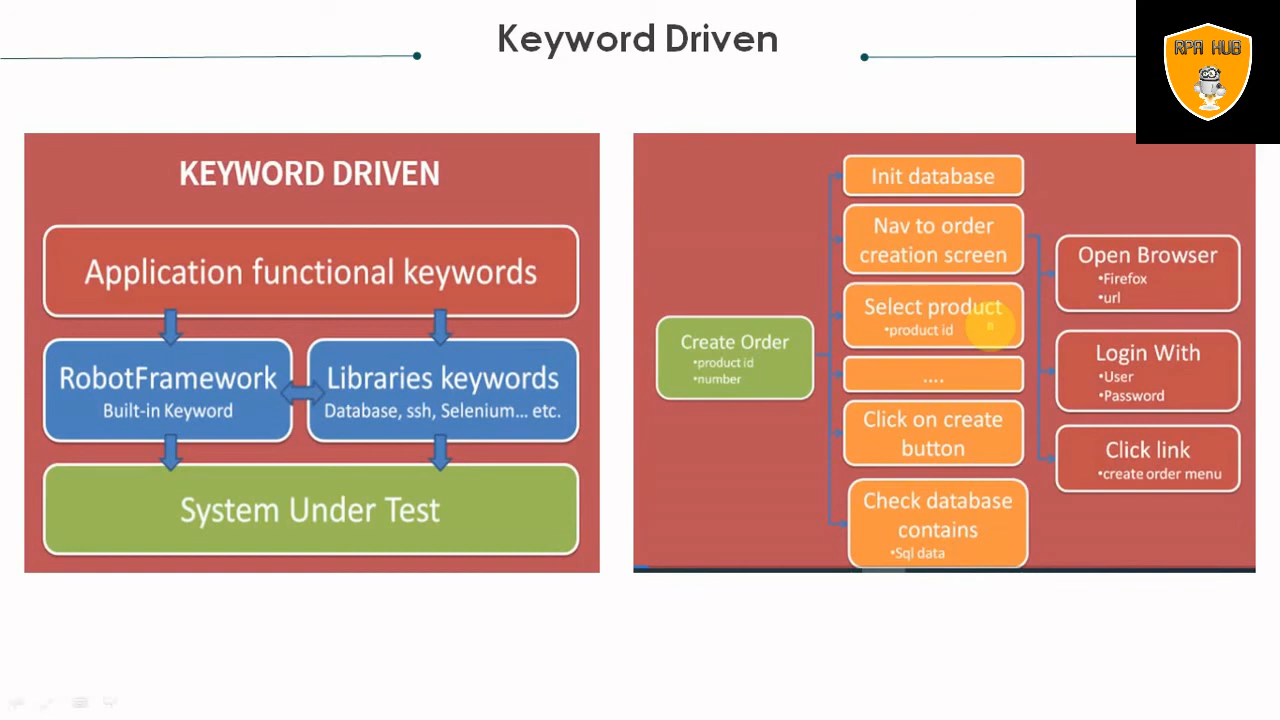 Keyword Driven
RPA HUB
KEYWORD DRIVEN
Application functional keywords
RobotFramework
Built-in Keyword
Libraries keywords
Database, ssh, Selenium... etc.
System Under Test
Create Order
•product id
•number
Init database
Nav to order
creation screen
Select product
•product id
....
Click on create
button
Check database
contains
•Sql data
Open Browser
•Firefox
•url
Login With
•User
•Password
Click link
•create order menu